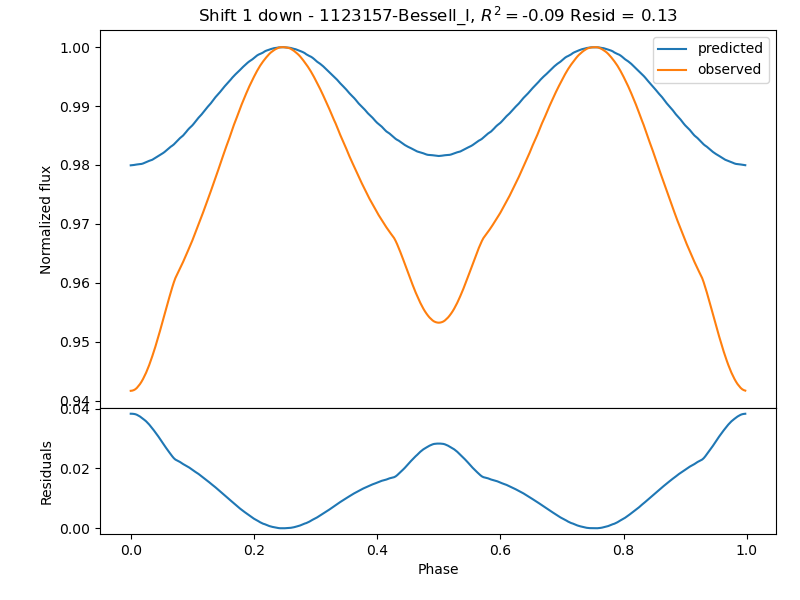 Shift 1 down - 1123157-Bessell_I, R² = -0.09 Resid = 0.13
predicted
observed
Normalized flux
1.00
0.99
0.98
0.97
0.96
0.95
0.94
Residuals
0.04
0.02
0.00
0.0 0.2 0.4 0.6 0.8 1.0
Phase